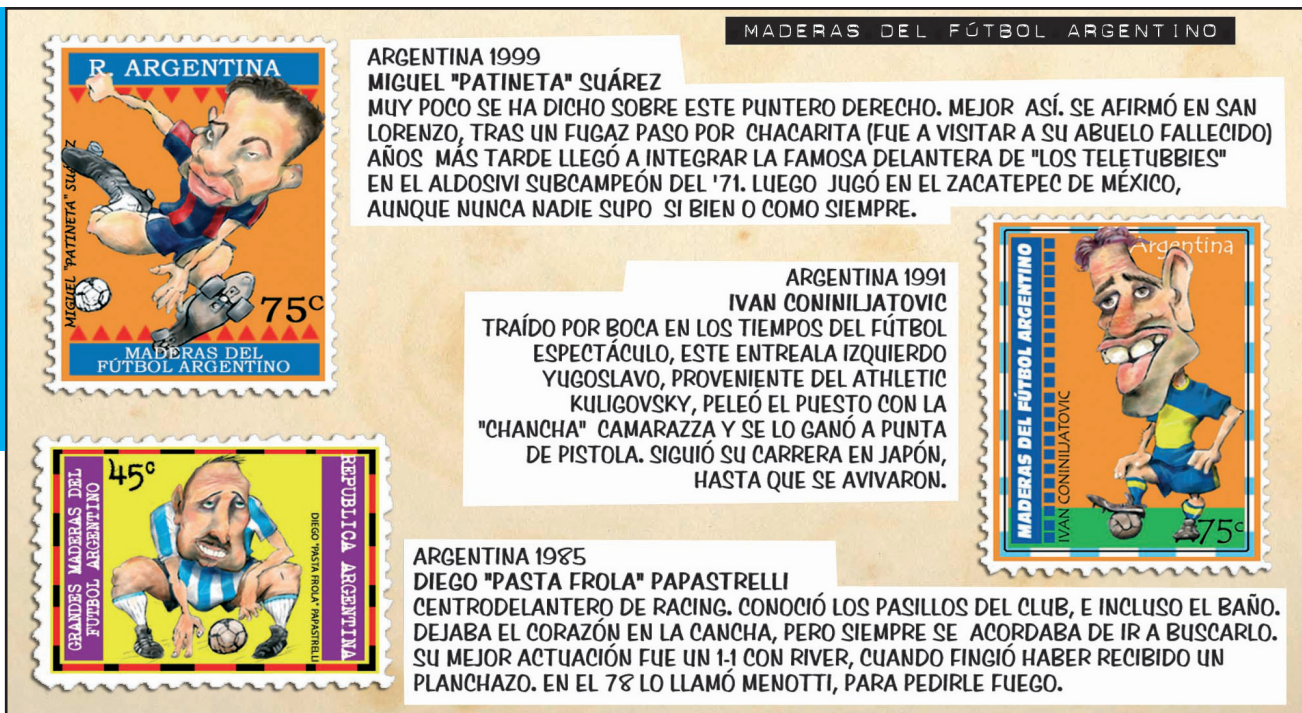 MADERAS DEL FÚTBOL ARGENTINO
R. ARGENTINA
MIGUEL "PATINETA" SUÁREZ
75c
MADERAS DEL
FÚTBOL ARGENTINO
ARGENTINA 1999
MIGUEL "PATINETA" SUÁREZ
MUY POCO SE HA DICHO SOBRE ESTE PUNTERO DERECHO. MEJOR ASÍ. SE AFIRMÓ EN SAN
LORENZO, TRAS UN FUGAZ PASO POR CHACARITA (FUE A VISITAR A SU ABUELO FALLECIDO)
AÑOS MÁS TARDE LLEGÓ A INTEGRAR LA FAMOSA DELANTERA DE "LOS TELETUBBIES"
EN EL ALDOSIVI SUBCAMPEÓN DEL '71. LUEGO JUGÓ EN EL ZACATEPEC DE MÉXICO,
AUNQUE NUNCA NADIE SUPO SI BIEN O COMO SIEMPRE.
ARGENTINA 1991
IVAN CONINILJATOVIC
TRAÍDO POR BOCA EN LOS TIEMPOS DEL FÚTBOL
ESPECTÁCULO, ESTE ENTREALA IZQUIERDO
YUGOSLAVO, PROVENIENTE DEL ATHLETIC
KULIGOVSKY, PELEÓ EL PUESTO CON LA
"CHANCHA" CAMARAZZA Y SE LO GANÓ A PUNTA
DE PISTOLA. SIGUIÓ SU CARRERA EN JAPÓN,
HASTA QUE SE AVIVARON.
Argentina
MADERAS DEL FÚTBOL ARGENTINO
IVAN CONINILJATOVIC
75c
GRANDES MADERAS DEL
FUTBOL ARGENTINO
45c
DIEGO "PASTA FROLA" PAPASTRELLI
REPUBLICA ARGENTINA
ARGENTINA 1985
DIEGO "PASTA FROLA" PAPASTRELLI
CENTRODELANTERO DE RACING. CONOCIÓ LOS PASILLOS DEL CLUB, E INCLUSO EL BAÑO.
DEJABA EL CORAZÓN EN LA CANCHA, PERO SIEMPRE SE ACORDABA DE IR A BUSCARLO.
SU MEJOR ACTUACIÓN FUE UN 1-1 CON RIVER, CUANDO FINGIÓ HABER RECIBIDO UN
PLANCHAZO. EN EL 78 LO LLAMÓ MENOTTI, PARA PEDIRLE FUEGO.